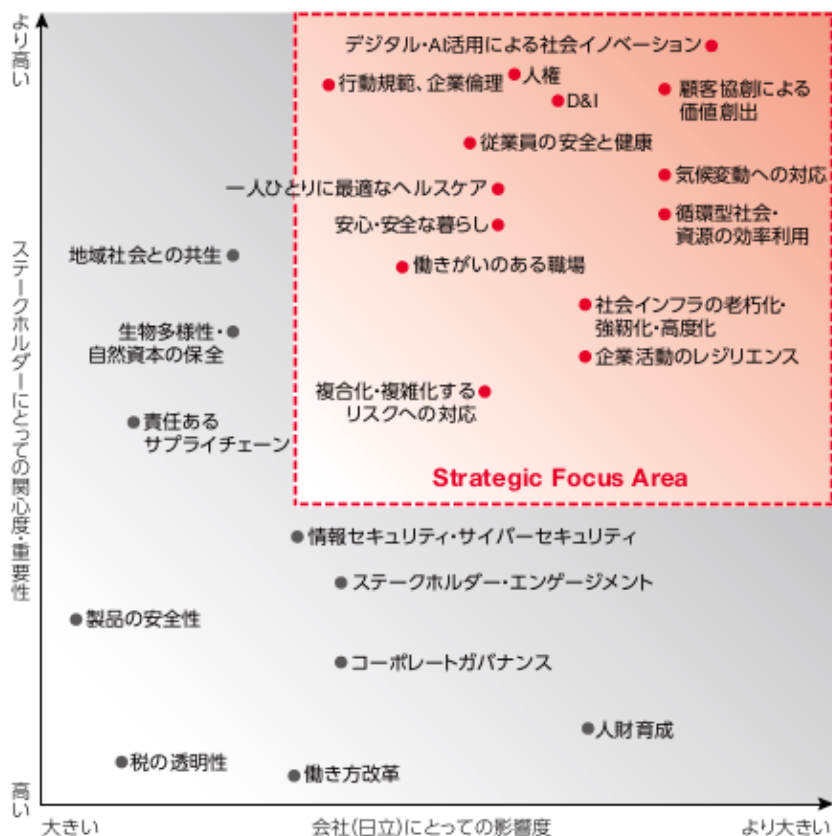 より高い
デジタル・AI活用による社会イノベーション
行動規範、企業倫理
人権
D&I
顧客協創による
価値創出
従業員の安全と健康
気候変動への対応
一人ひとりに最適なヘルスケア
安心・安全な暮らし
循環型社会・
資源の効率利用
地域社会との共生
働きがいのある職場
生物多様性・
自然資本の保全
社会インフラの老朽化・
強靭化・高度化
企業活動のレジリエンス
複合化・複雑化する
リスクへの対応
責任ある
サプライチェーン
Strategic Focus Area
ステークホルダーにとっての関心度・重要性
情報セキュリティ・サイバーセキュリティ
ステークホルダー・エンゲージメント
製品の安全性
コーポレートガバナンス
人財育成
税の透明性
働き方改革
高い
大きい
会社(日立)にとっての影響度
より大きい